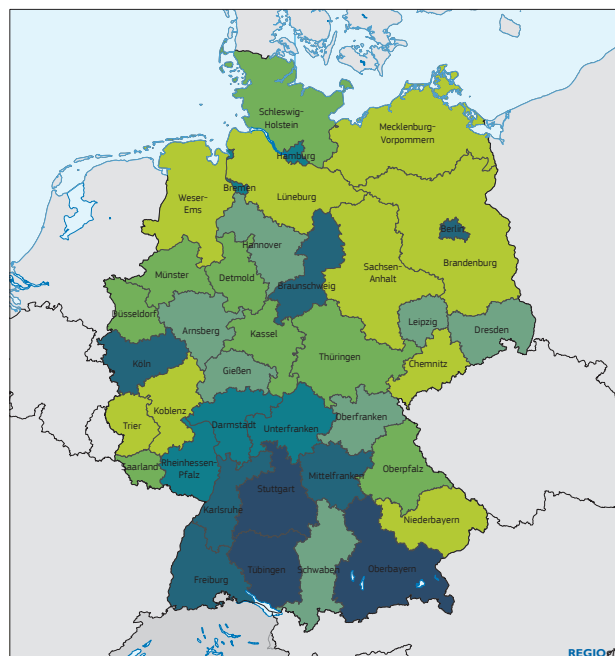 Schleswig-
Holstein
Mecklenburg-
Vorpommern
Hamburg
Bremen
Lüneburg
Weser-
Ems
Berlin
Hannover
Brandenburg
Sachsen-
Anhalt
Münster
Detmold
Braunschweig
Düsseldorf
Arnsberg
Kassel
Leipzig
Dresden
Thüringen
Köln
Gießen
Chemnitz
Koblenz
Trier
Darmstadt
Unterfranken
Oberfranken
Saarland
Rheinhessen-
Pfalz
Mittelfranken
Oberpfalz
Stuttgart
Karlsruhe
Niederbayern
Tübingen
Schwaben
Oberbayern
Freiburg
REGIO